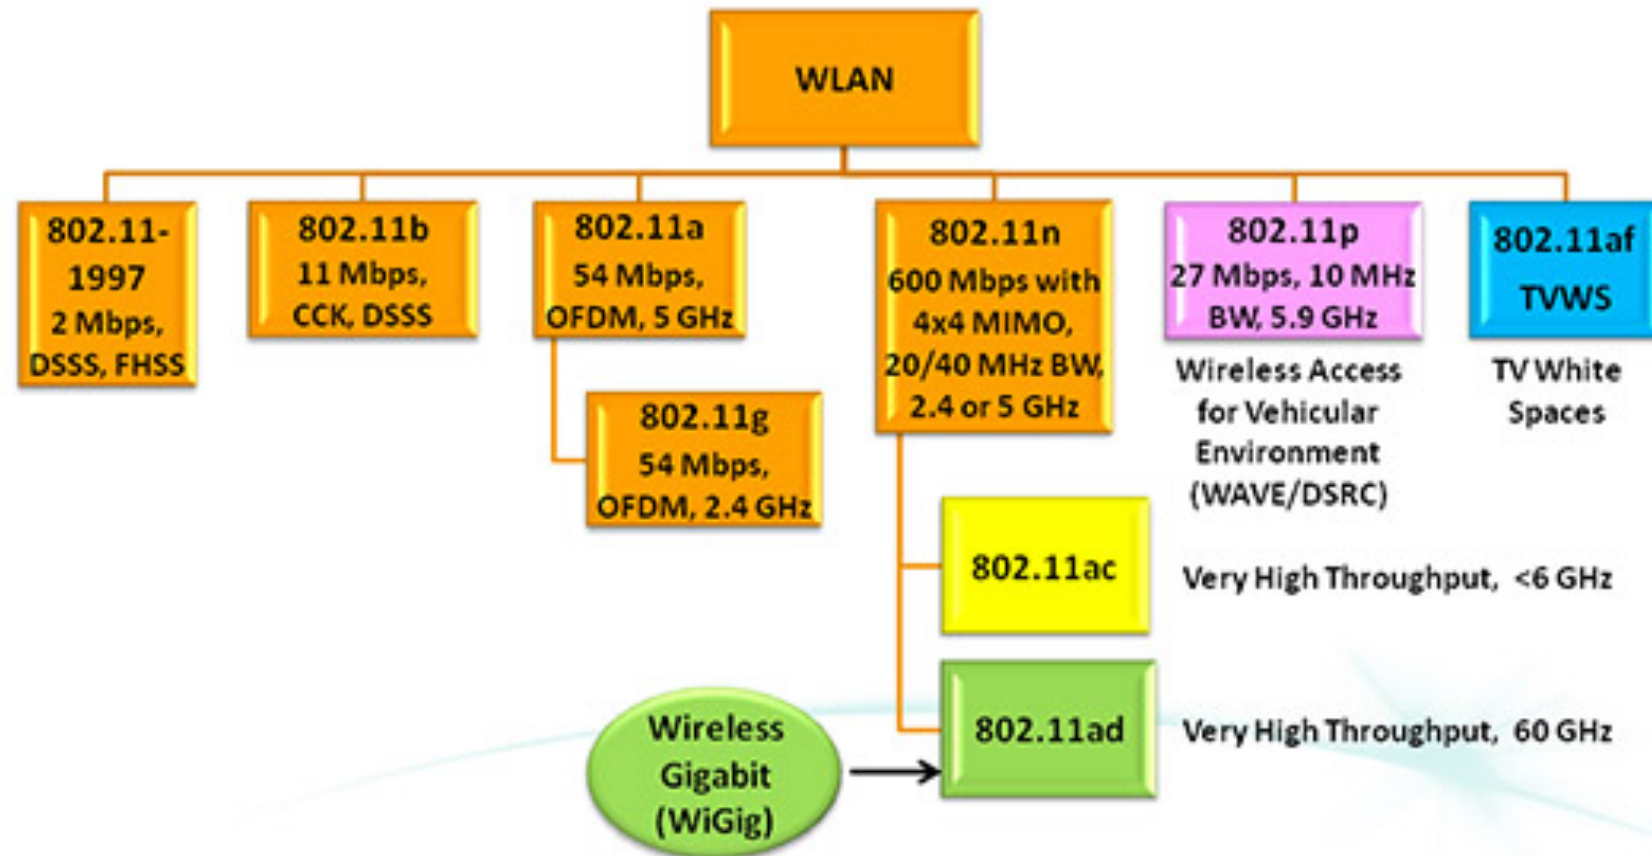 WLAN
802.11-
1997
2 Mbps,
DSSS, FHSS
802.11b
11 Mbps,
CCK, DSSS
802.11a
54 Mbps,
OFDM, 5 GHz
802.11g
54 Mbps,
OFDM, 2.4 GHz
802.11n
600 Mbps with
4x4 MIMO,
20/40 MHz BW,
2.4 or 5 GHz
802.11p
27 Mbps, 10 MHz
BW, 5.9 GHz
Wireless Access
for Vehicular
Environment
(WAVE/DSRC)
802.11af
TVWS
TV White
Spaces
802.11ac
Very High Throughput, <6 GHz
802.11ad
Very High Throughput, 60 GHz
Wireless
Gigabit
(WiGig)